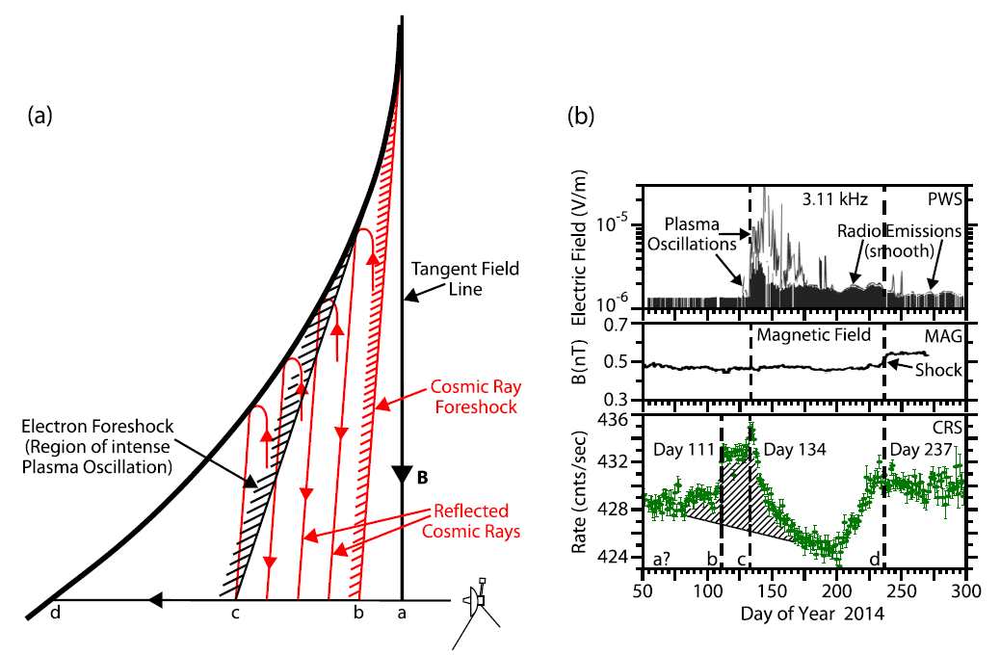 (a)
Tangent Field
Line
Cosmic Ray
Foreshock
Electron Foreshock
(Region of intense
Plasma Oscillation)
B
Reflected
Cosmic Rays
d
c
b
a
(b)
Electric Field (V/m)
10-5
10-6
3.11 kHz
PWS
Plasma
Oscillations
Radio Emissions
(smooth)
B(nT)
0.7
0.5
0.3
Magnetic Field
MAG
Shock
Rate (cnts/sec)
436
432
428
424
CRS
Day 111
Day 134
Day 237
a?
b
c
d
50 100 150 200 250 300
Day of Year 2014